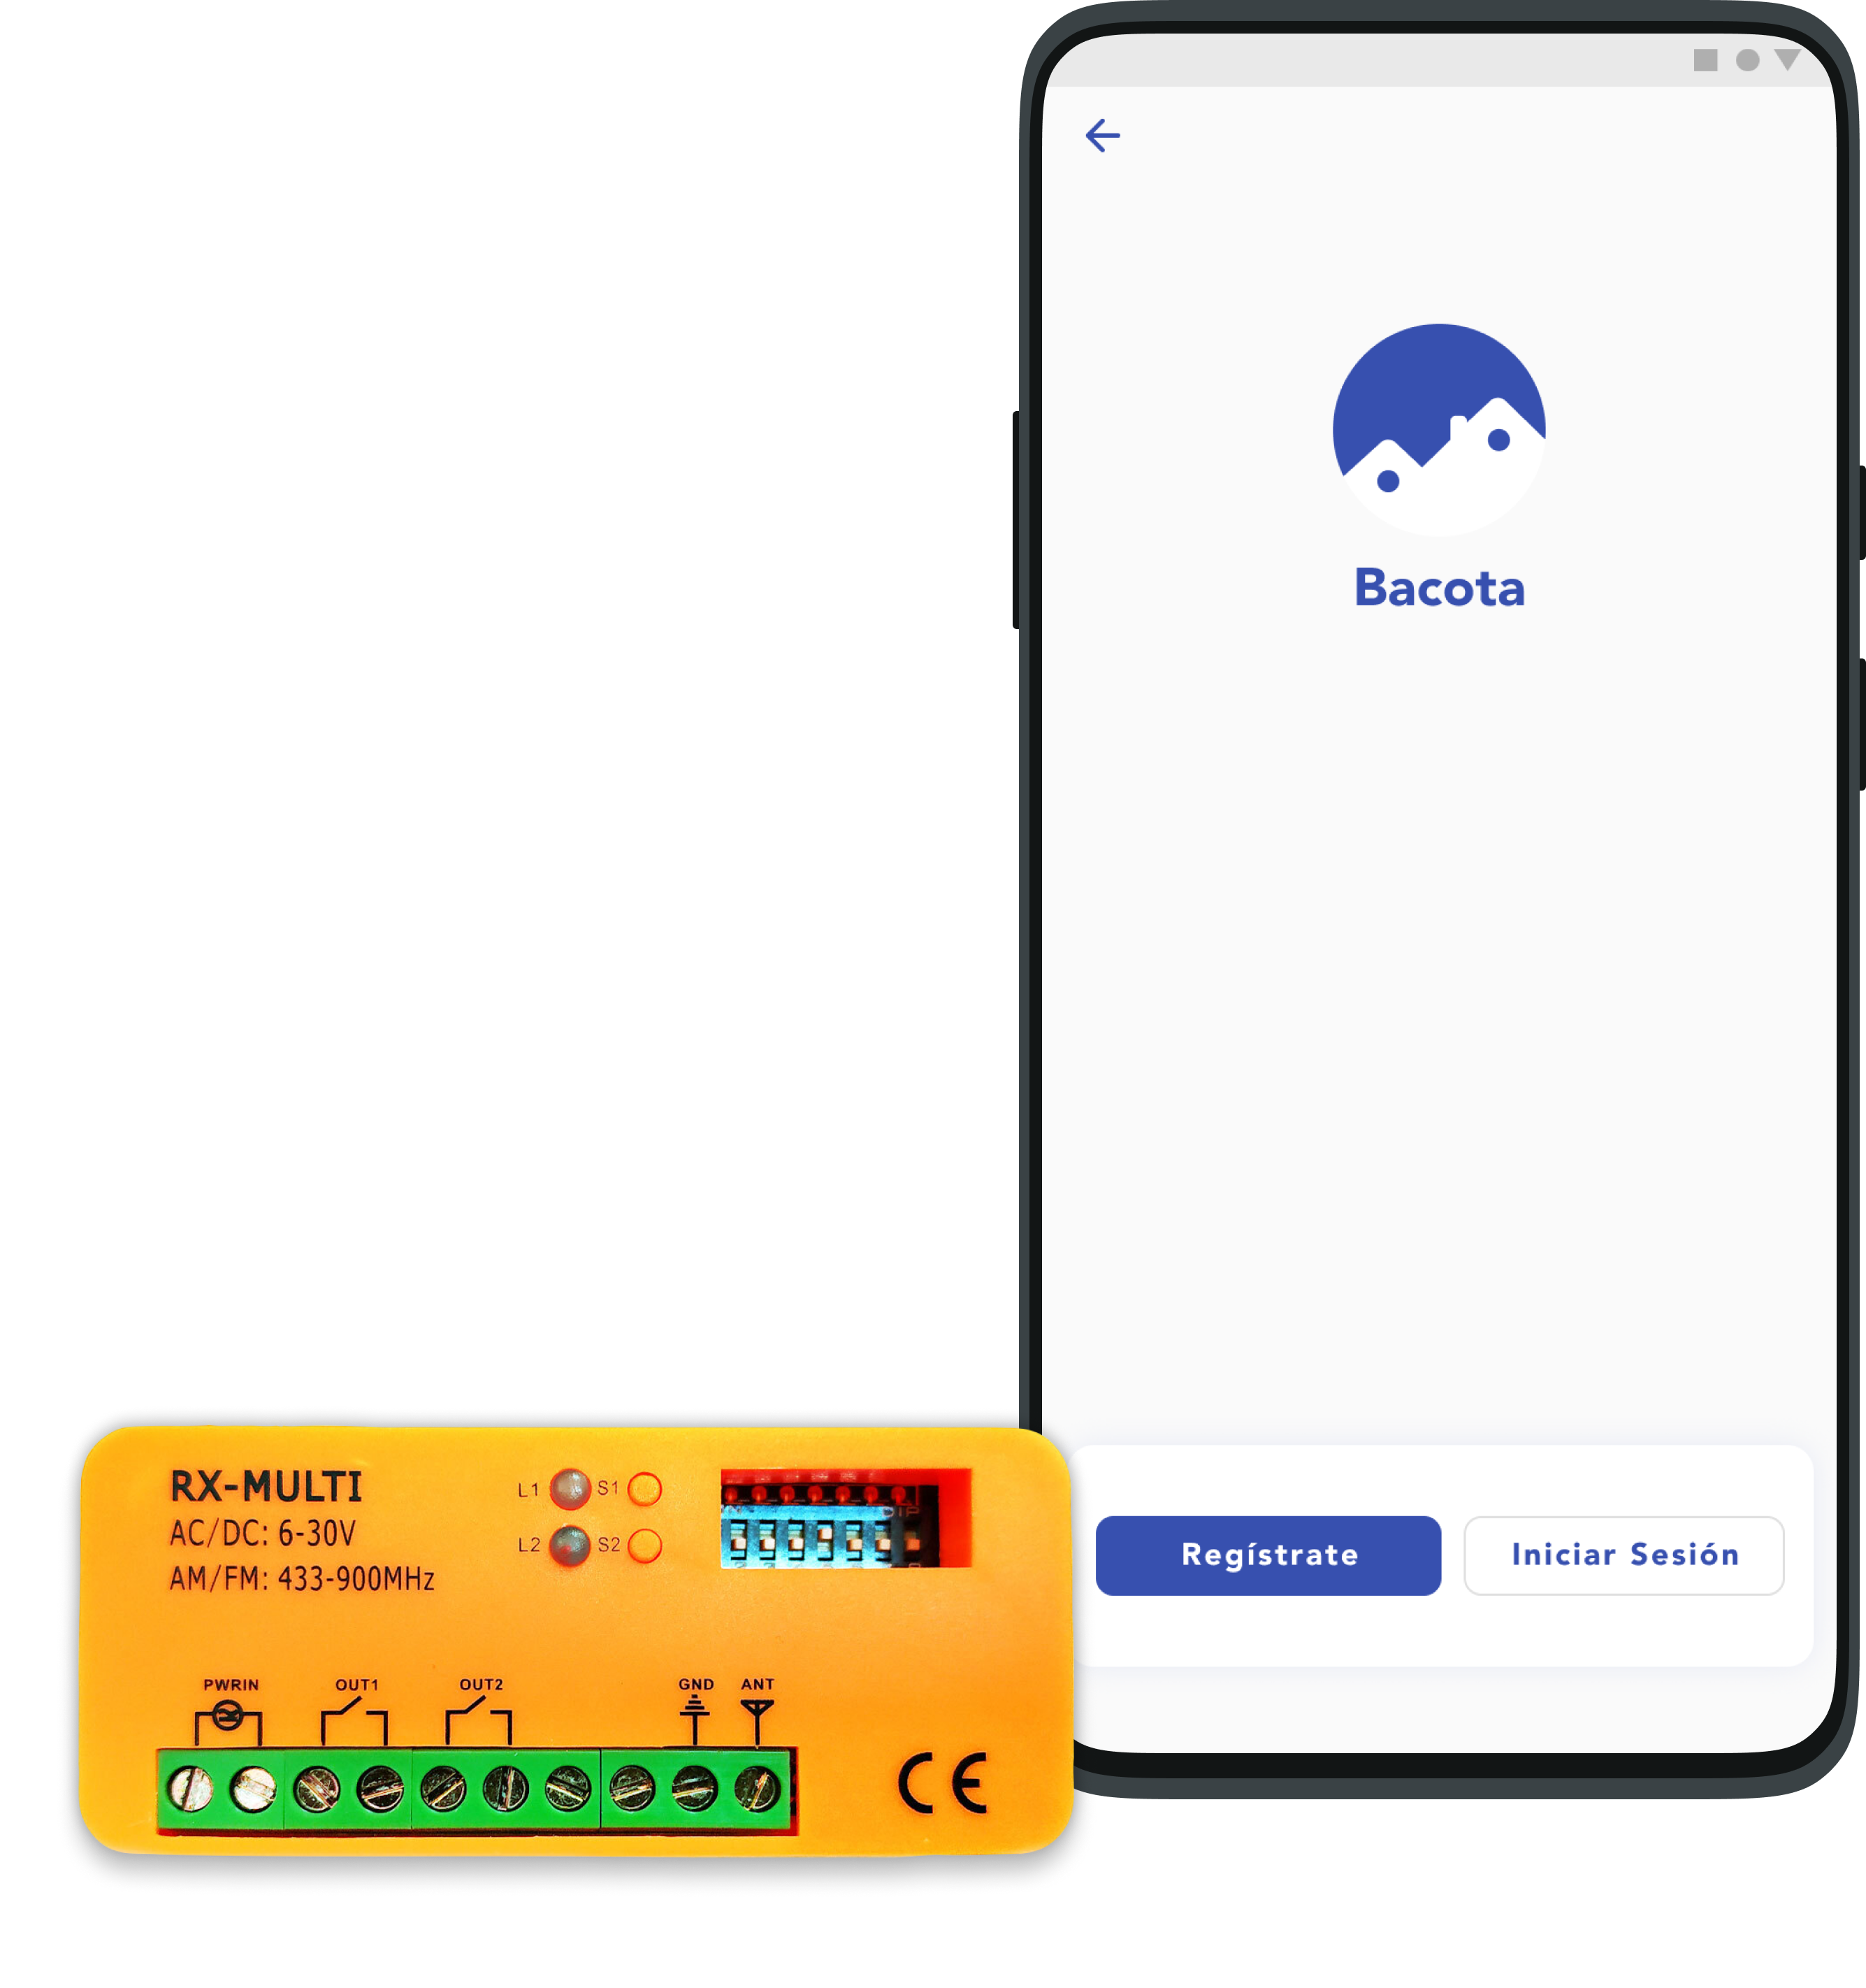 Bacota
Regístrate
Iniciar Sesión
RX-MULTI
AC/DC: 6-30V
AM/FM: 433-900MHz
L1 S1
L2 S2
PWRIN OUT1 OUT2 GND ANT
CE